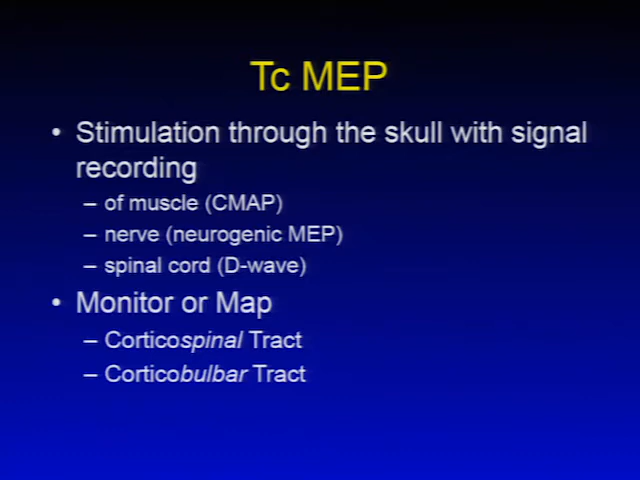 Tc MEP
• Stimulation through the skull with signal
recording
– of muscle (CMAP)
– nerve (neurogenic MEP)
– spinal cord (D-wave)
• Monitor or Map
– Corticospinal Tract
– Corticobulbar Tract